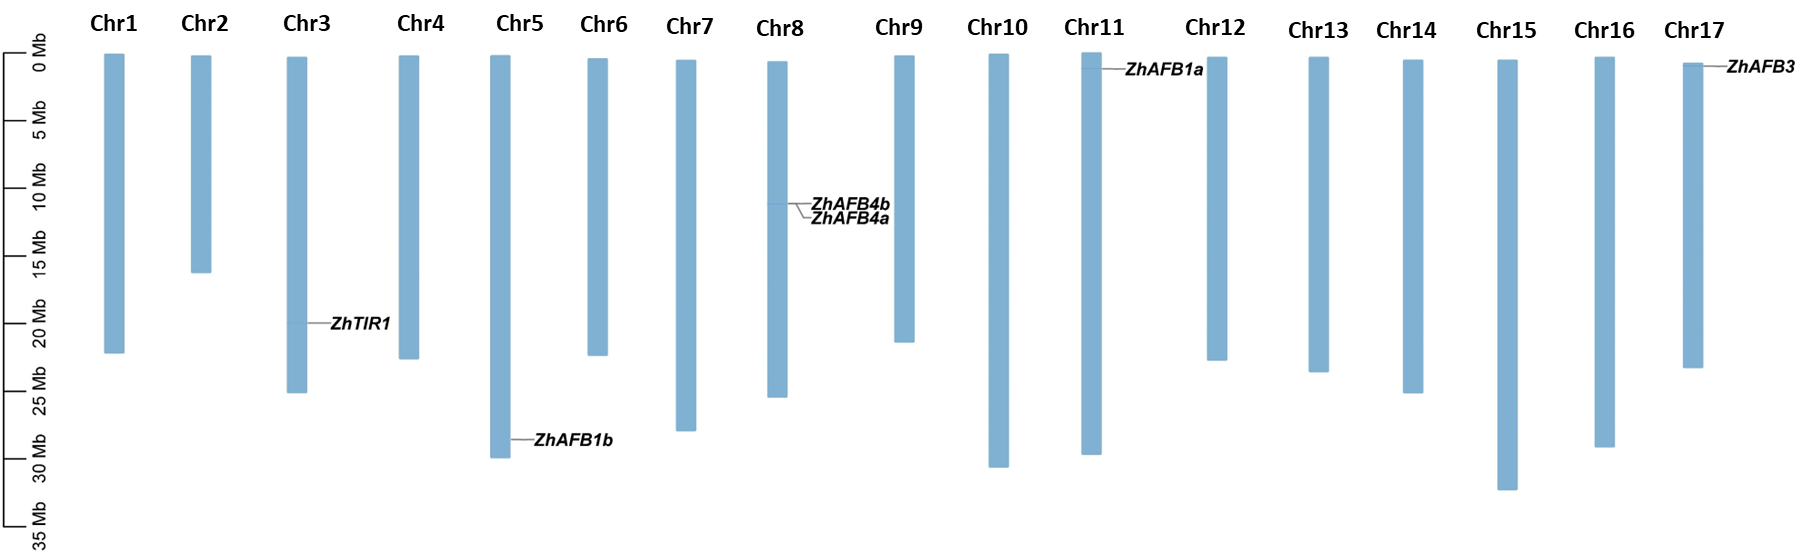 Chr1 Chr2 Chr3 Chr4 Chr5 Chr6 Chr7 Chr8 Chr9 Chr10 Chr11 Chr12 Chr13 Chr14 Chr15 Chr16 Chr17
0 Mb
5 Mb
10 Mb
15 Mb
20 Mb
25 Mb
30 Mb
35 Mb
ZhTIR1
ZhAFB1b
ZhAFB4b
ZhAFB4a
ZhAFB1a
ZhAFB3